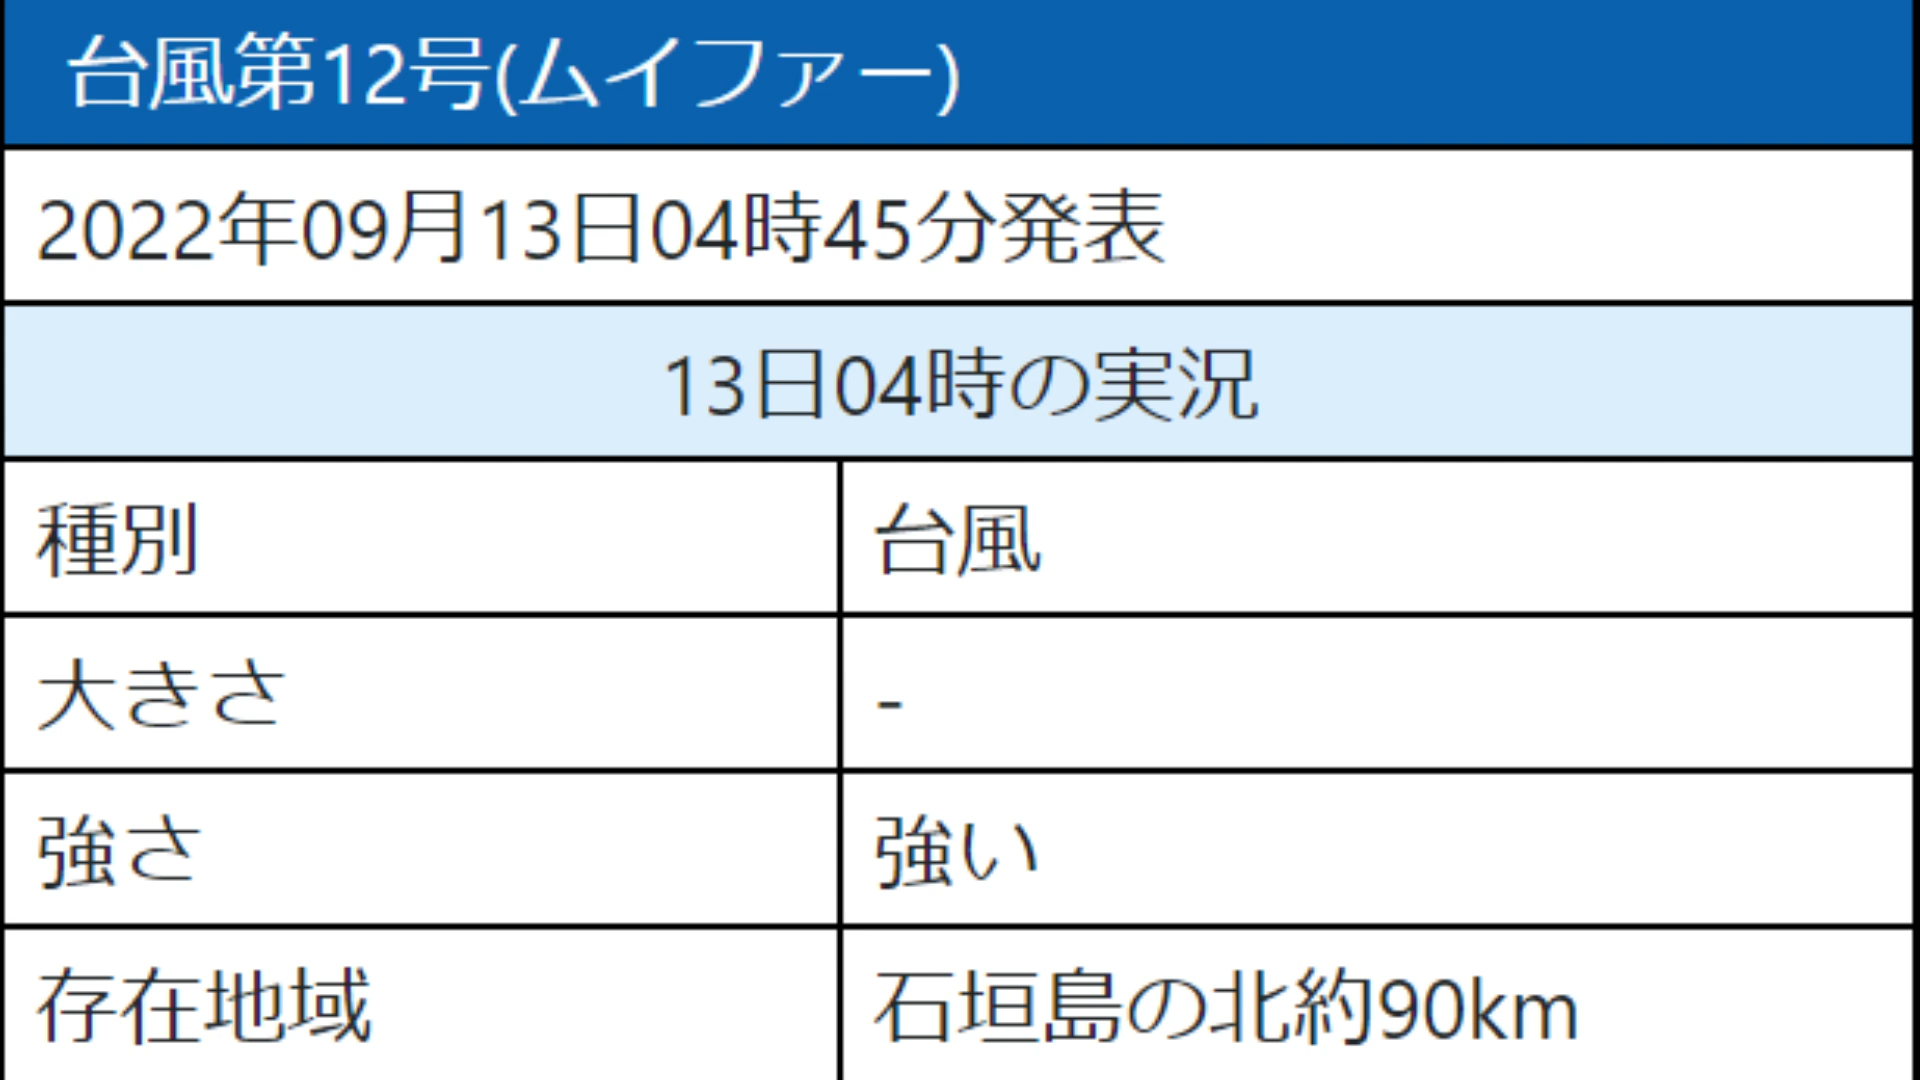 台風第12号(ムイファー)
2022年09月13日04時45分発表
13日04時の実況
種別 台風
大きさ -
強さ 強い
存在地域 石垣島の北約90km